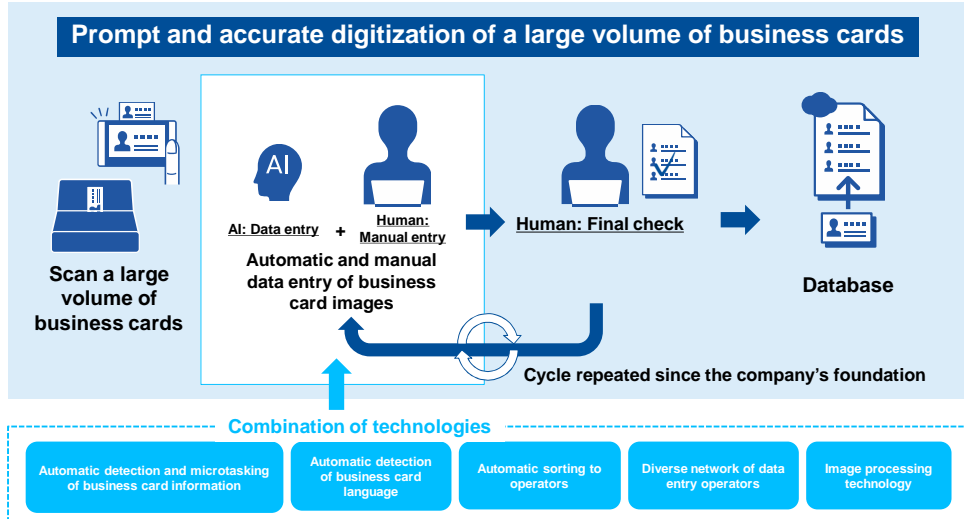 Prompt and accurate digitization of a large volume of business cards
AI
AI: Data entry
+
Human:
Manual entry
Automatic and manual
data entry of business
card images
Human: Final check
Scan a large
volume of
business cards
Database
Cycle repeated since the company’s foundation
Combination of technologies
Automatic detection and microtasking
of business card information
Automatic detection
of business card
language
Automatic sorting to
operators
Diverse network of data
entry operators
Image processing
technology